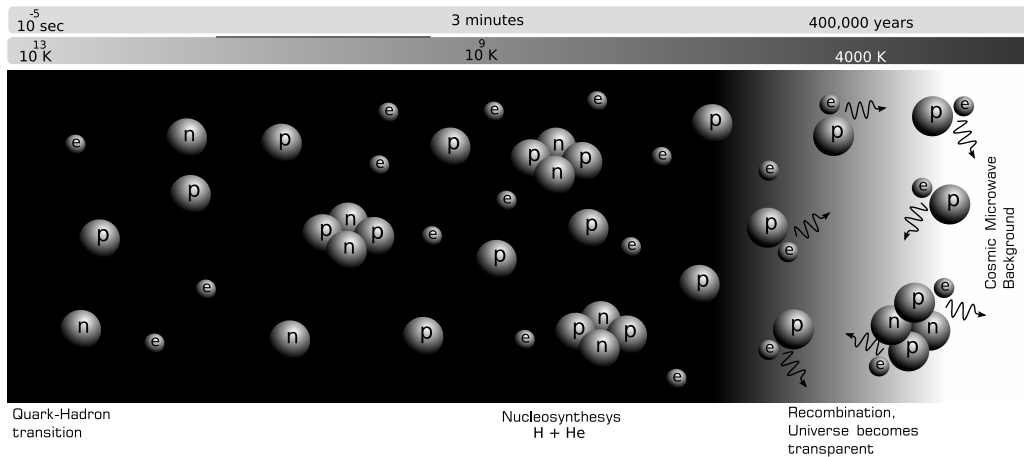 -5
10 sec
3 minutes
400,000 years
13
10 K
9
10 K
4000 K
e
e
e
n
p
p
p
n
p
p
n
p
e
e
p
e
p
e
p
e
e
p
e
p
n
p
n
p
e
p
p
p
e
e
p
p
e
p
e
e
n
e
n
p
e
p
n
p
n
p
e
p
e
p
n
n
p
e
e
Cosmic Microwave
Background
Quark-Hadron
transition
Nucleosynthesys
H + He
Recombination,
Universe becomes
transparent